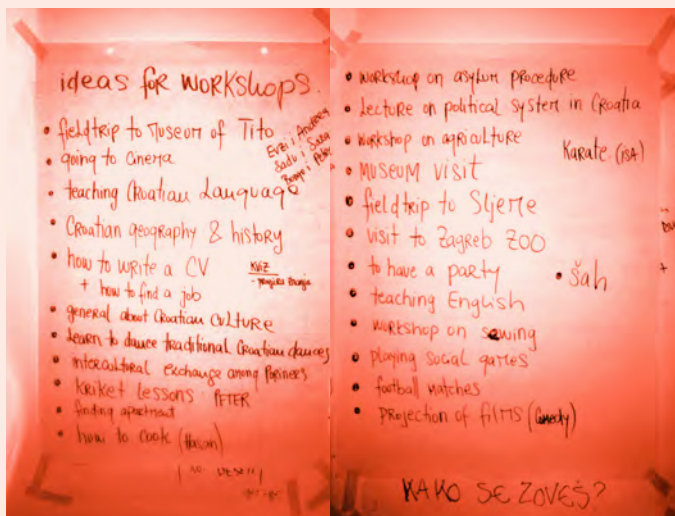 ideas for WORKSHOPS.
• fieldtrip to Museum of Tito
• going to cinema
• teaching Croatian Language
• Croatian geography & history
• how to write a CV
+ how to find a job
• general about Croatian CULTURE
• Learn to dance traditional Croatian dances
• intercultural exchange among
• KRIKET LESSONS PETER
• finding apartment
• how to cook (Hassan)
KVIZ
• workshop on asylum procedure
• Lecture on political system in Croatia
• workshop on agriculture
Karate (ISA)
• MUSEUM VISIT
• fieldtrip to Sljeme
• visit to Zagreb ZOO
• to have a party
• šah
• teaching English
• workshop on sewing
• playing social games
• football matches
• PROJECTION OF FILMS (Comedy)
KAKO SE ZOVEŠ?